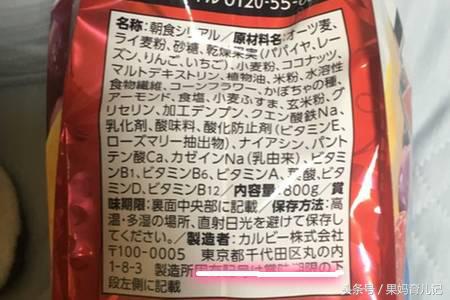 ル 0120-55-
名称:朝食シリアル/原材料名:オーツ麦、
ライ麦粉、砂糖、乾燥果実(パパイヤ、レー
ズン、りんご、いちご)、小麦粉、ココナッツ、
マルトデキストリン、植物油、米粉、水溶性
食物繊維、コーンフラワー、かぼちゃの種、
アーモンド、食塩、小麦ふすま、玄米粉、グ
リセリン、加工デンプン、クエン酸鉄Na、
乳化剤、酸味料、酸化防止剤(ビタミンE、
ローズマリー抽出物)、ナイアシン、パント
テン酸Ca、カゼインNa(乳由来)、ビタミ
ンB1、ビタミンB6、ビタミンA、葉酸、ビタ
ミンD、ビタミンB12/内容量:800g/賞
味期限:裏面中央部に記載/保存方法:高
温・多湿の場所、直射日光を避けて保存し
てください。/製造者:カルビー株式会社
〒100-0005 東京都千代田区丸の内
1-8-3 製造所固有記号は賞味期限の下
段左側に記載
头条号/果妈育儿记